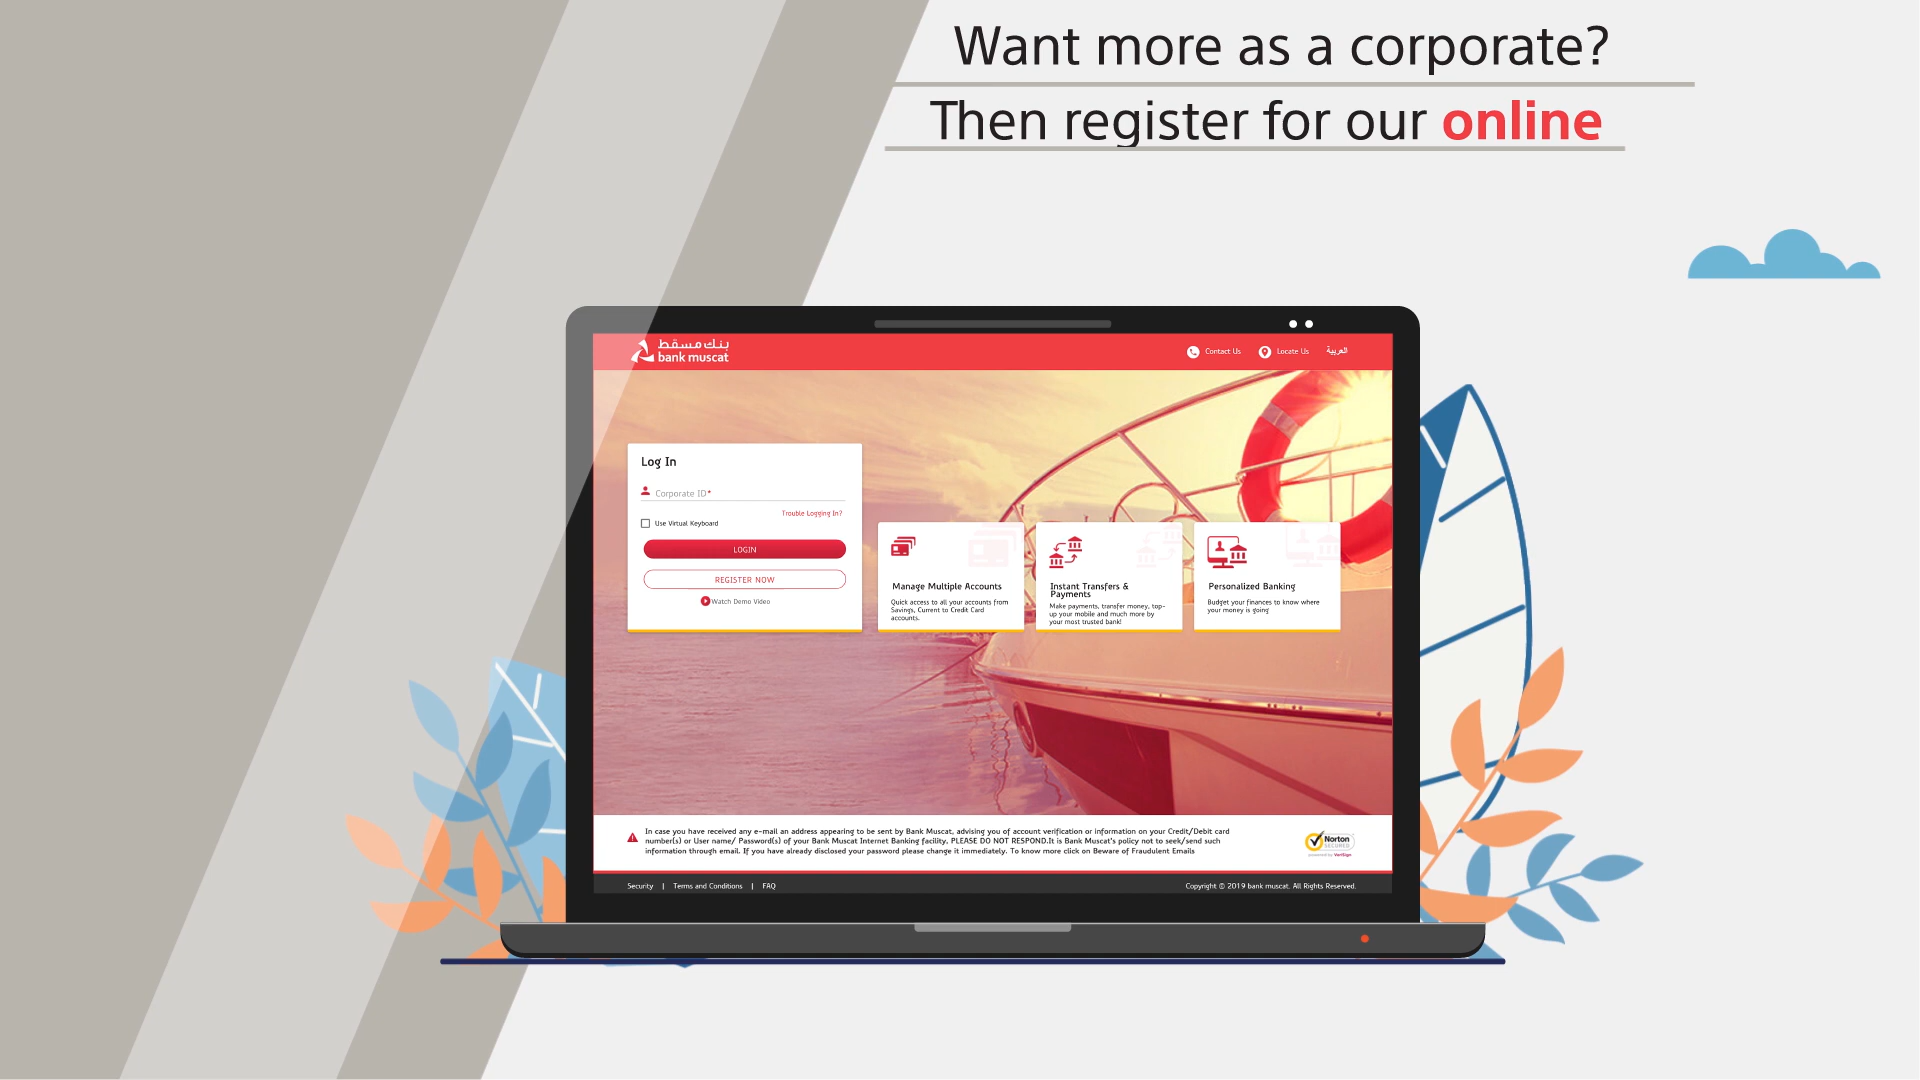 Want more as a corporate?
Then register for our online
بنك مسقط
bank muscat
Contact Us
Locate Us
العربية
Log In
Corporate ID*
Trouble Logging In?
Use Virtual Keyboard
LOGIN
REGISTER NOW
Watch Demo Video
Manage Multiple Accounts
Quick access to all your accounts from
Savings, Current to Credit Card
accounts.
Instant Transfers &
Payments
Make payments, transfer money, top-
up your mobile and much more by
your most trusted bank!
Personalized Banking
Budget your finances to know where
your money is going
In case you have received any e-mail an address appearing to be sent by Bank Muscat, advising you of account verification or information on your Credit/Debit card
number(s) or User name/ Password(s) of your Bank Muscat Internet Banking facility, PLEASE DO NOT RESPOND.It is Bank Muscat's policy not to seek/send such
information through email. If you have already disclosed your password please change it immediately. To know more click on Beware of Fraudulent Emails
Norton
SECURED
powered by VeriSign
Security | Terms and Conditions | FAQ
Copyright © 2019 bank muscat. All Rights Reserved.